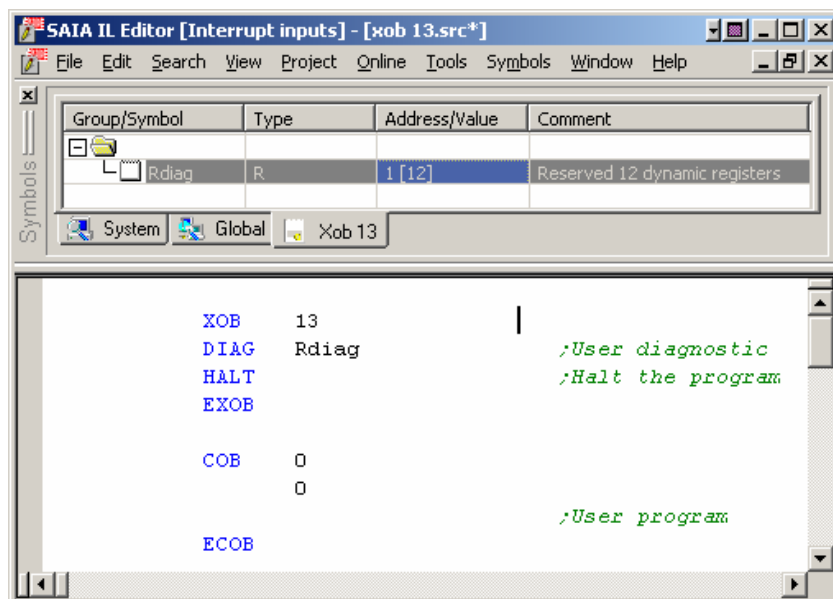 SAIA IL Editor [Interrupt inputs] - [xob 13.src*]
File Edit Search View Project Online Tools Symbols Window Help
Symbols
Group/Symbol Type Address/Value Comment
Rdiag R 1 [12] Reserved 12 dynamic registers
System Global Xob 13
XOB 13
DIAG Rdiag ;User diagnostic
HALT ;Halt the program
EXOB
COB 0
0
;User program
ECOB